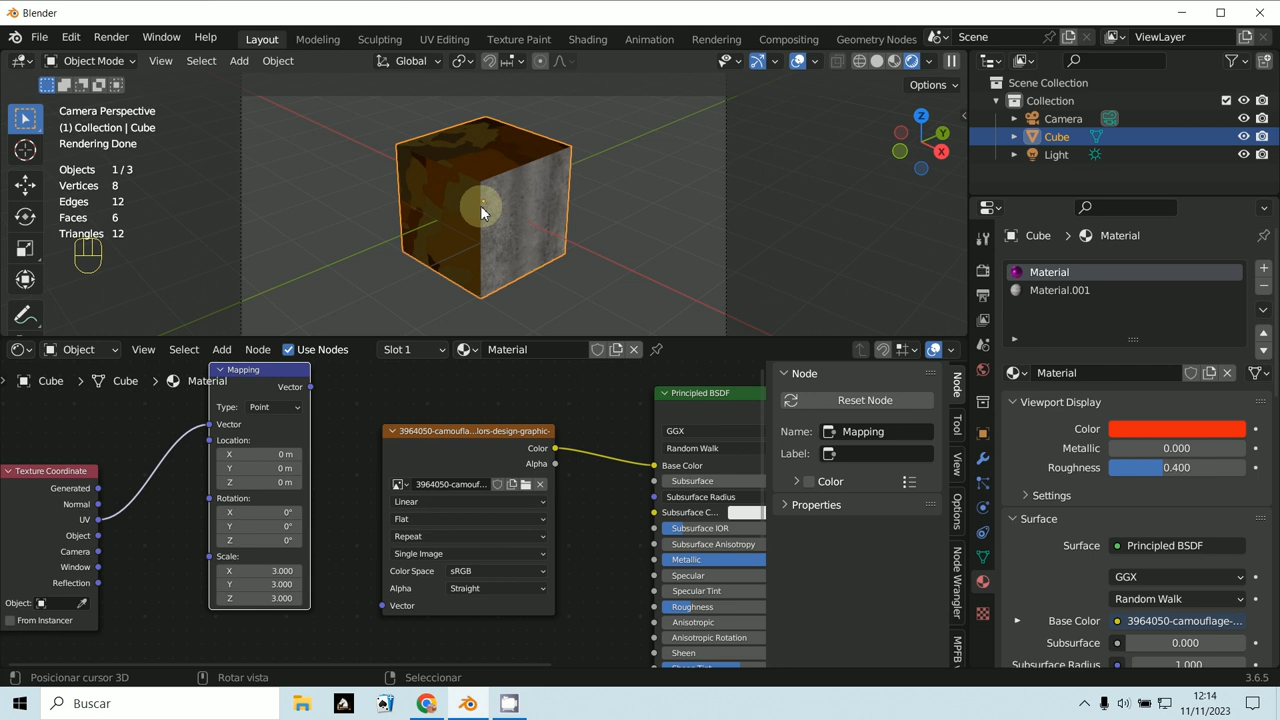 Blender
File Edit Render Window Help
Layout Modeling Sculpting UV Editing Texture Paint Shading Animation Rendering Compositing Geometry Nodes
Scene
ViewLayer
Object Mode View Select Add Object
Global
Options
Camera Perspective
(1) Collection | Cube
Rendering Done
Objects 1 / 3
Vertices 8
Edges 12
Faces 6
Triangles 12
Z
Y
X
Scene Collection
Collection
Camera
Cube
Light
Cube > Material
Material
Material.001
Material
Viewport Display
Color
Metallic 0.000
Roughness 0.400
Settings
Surface
Surface Principled BSDF
GGX
Random Walk
Base Color 3964050-camouflage-...
Subsurface 0.000
Subsurface Radius 1.000
Object View Select Add Node Use Nodes Slot 1 Material
Cube > Cube > Material
Texture Coordinate
Generated
Normal
UV
Object
Camera
Window
Reflection
Object:
From Instancer
Mapping
Vector
Type: Point
Vector
Location:
X 0 m
Y 0 m
Z 0 m
Rotation:
X 0°
Y 0°
Z 0°
Scale:
X 3.000
Y 3.000
Z 3.000
3964050-camoufla...lors-design-graphic-
Color
Alpha
3964050-camouf...
Linear
Flat
Repeat
Single Image
Color Space sRGB
Alpha Straight
Vector
Principled BSDF
GGX
Random Walk
Base Color
Subsurface
Subsurface Radius
Subsurface C...
Subsurface IOR
Subsurface Anisotropy
Metallic
Specular
Specular Tint
Roughness
Anisotropic
Anisotropic Rotation
Sheen
Sheen Tint
Node
Reset Node
Name: Mapping
Label:
Color
Properties
Node
Tool
View
Options
Node Wrangler
MPFB
Posicionar cursor 3D Rotar vista Seleccionar
3.6.5
Buscar
12:14
11/11/2023